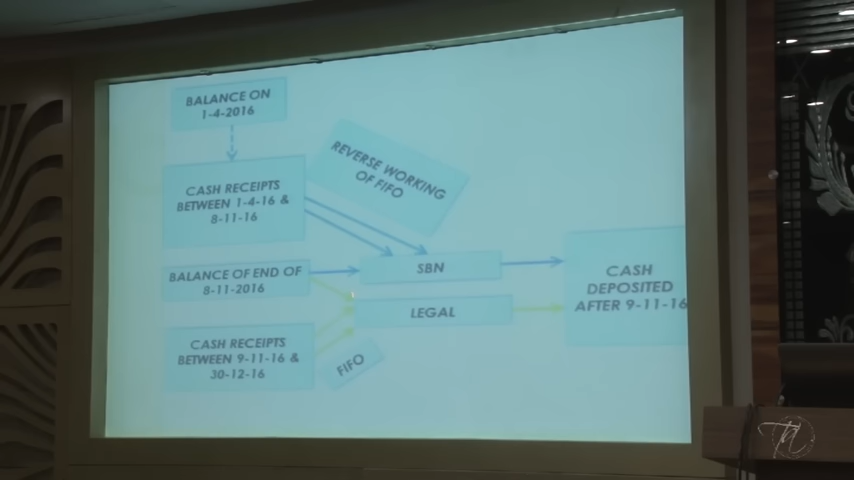 BALANCE ON
1-4-2016
REVERSE WORKING
OF FIFO
CASH RECEIPTS
BETWEEN 1-4-16 &
8-11-16
BALANCE OF END OF
8-11-2016
SBN
CASH
DEPOSITED
AFTER 9-11-16
LEGAL
CASH RECEIPTS
BETWEEN 9-11-16 &
30-12-16
FIFO